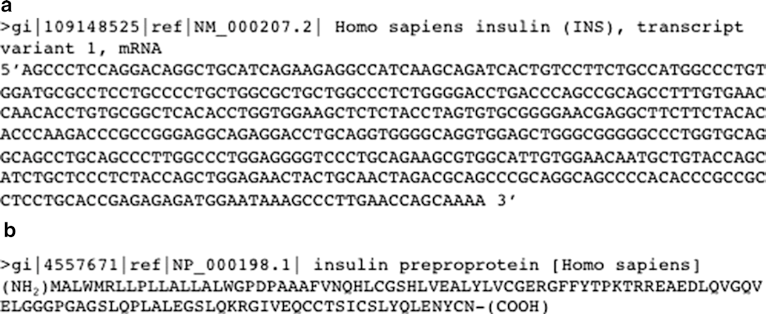 a
>gi|109148525|ref|NM_000207.2| Homo sapiens insulin (INS), transcript
variant 1, mRNA
5’AGCCCTCCAGGACAGGCTGCATCAGAAGAGGCCATCAAGCAGATCACTGTCCTTCTGCCATGGCCCTGT
GGATGCGCCTCCTGCCCCTGCTGGCGCTGCTGGCCCTCTGGGGACCTGACCCAGCCGCAGCCTTTGTGAAC
CAACACCTGTGCGGCTCACACCTGGTGGAAGCTCTCTACCTAGTGTGCGGGGAACGAGGCTTCTTCTACAC
ACCCAAGACCCGCCGGGAGGCAGAGGACCTGCAGGTGGGGCAGGTGGAGCTGGGCGGGGGCCCTGGTGCAG
GCAGCCTGCAGCCCTTGGCCCTGGAGGGGTCCCTGCAGAAGCGTGGCATTGTGGAACAATGCTGTACCAGC
ATCTGCTCCCTCTACCAGCTGGAGAACTACTGCAACTAGACGCAGCCCGCAGGCAGCCCCACACCCGCCGC
CTCCTGCACCGAGAGAGATGGAATAAAGCCCTTGAACCAGCAAAA 3’
b
>gi|4557671|ref|NP_000198.1| insulin preproprotein [Homo sapiens]
(NH2)MALWMRLLPLLALLALWGPDPAAAFVNQHLCGSHLVEALYLVCGERGFFYTPKTRREAEDLQVGQV
ELGGGPGAGSLQPLALEGSLQKRGIVEQCCTSICSLYQLENYCN-(COOH)